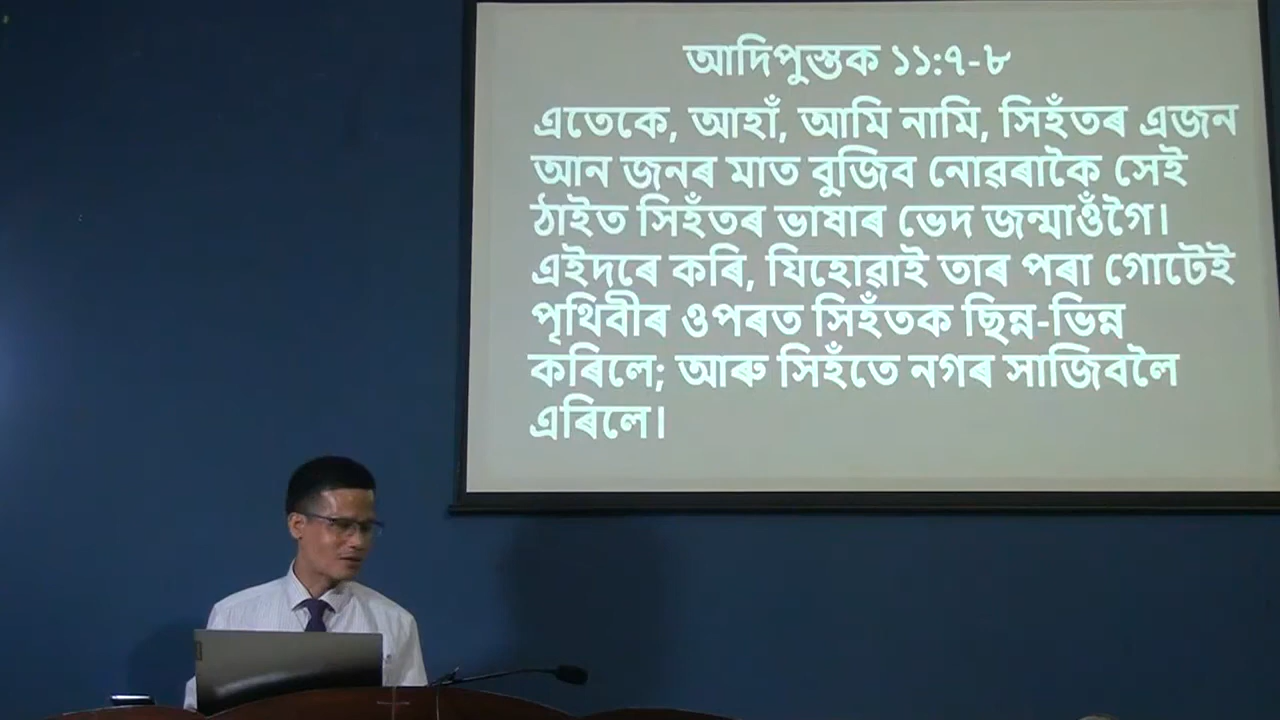 আদিপুস্তক ১১:৭-৮
এতেকে, আহাঁ, আমি নামি, সিহঁতৰ এজন
আন জনৰ মাত বুজিব নোৱৰাকৈ সেই
ঠাইত সিহঁতৰ ভাষাৰ ভেদ জন্মাওঁগৈ।
এইদৰে কৰি, যিহোৱাই তাৰ পৰা গোটেই
পৃথিবীৰ ওপৰত সিহঁতক ছিন্ন-ভিন্ন
কৰিলে; আৰু সিহঁতে নগৰ সাজিবলৈ
এৰিলে।